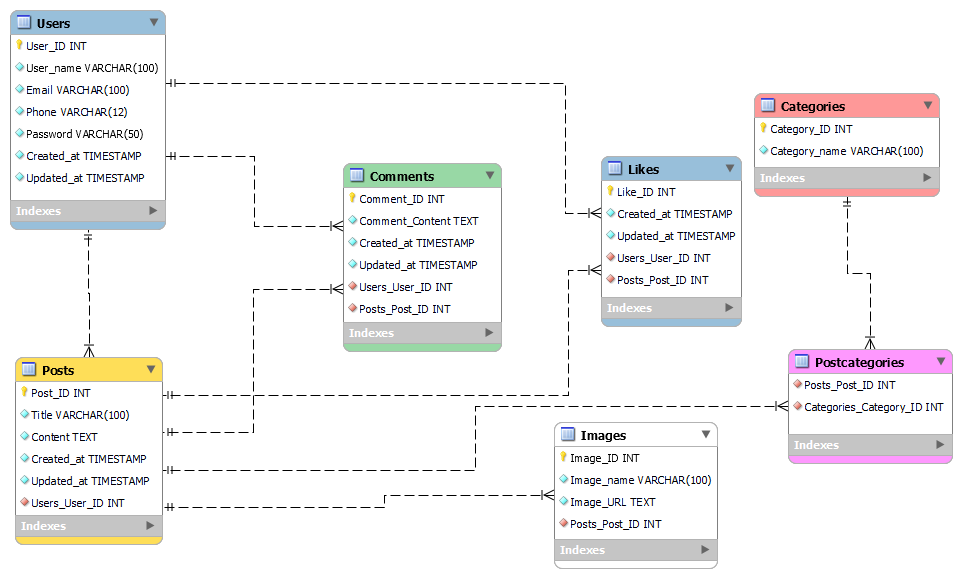 Users
User_ID INT
User_name VARCHAR(100)
Email VARCHAR(100)
Phone VARCHAR(12)
Password VARCHAR(50)
Created_at TIMESTAMP
Updated_at TIMESTAMP
Indexes
Comments
Comment_ID INT
Comment_Content TEXT
Created_at TIMESTAMP
Updated_at TIMESTAMP
Users_User_ID INT
Posts_Post_ID INT
Indexes
Likes
Like_ID INT
Created_at TIMESTAMP
Updated_at TIMESTAMP
Users_User_ID INT
Posts_Post_ID INT
Indexes
Categories
Category_ID INT
Category_name VARCHAR(100)
Indexes
Posts
Post_ID INT
Title VARCHAR(100)
Content TEXT
Created_at TIMESTAMP
Updated_at TIMESTAMP
Users_User_ID INT
Indexes
Images
Image_ID INT
Image_name VARCHAR(100)
Image_URL TEXT
Posts_Post_ID INT
Indexes
Postcategories
Posts_Post_ID INT
Categories_Category_ID INT
Indexes